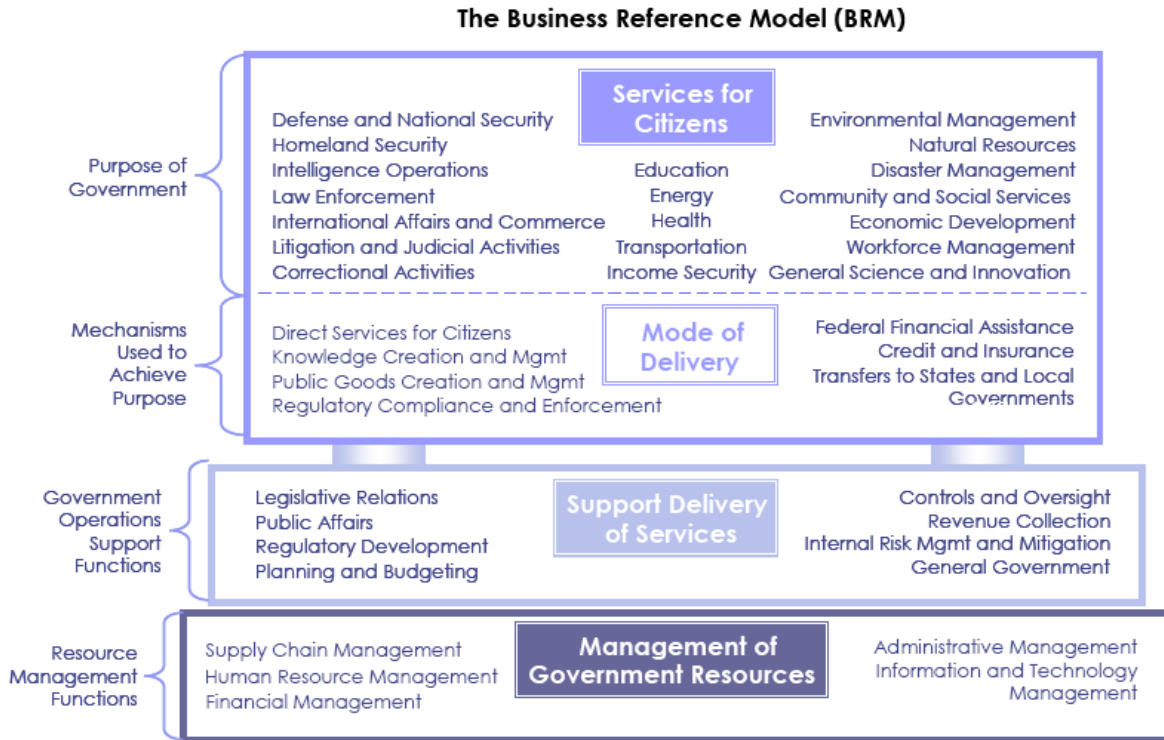 The Business Reference Model (BRM)
Purpose of
Government
Services for
Citizens
Defense and National Security
Homeland Security
Intelligence Operations
Law Enforcement
International Affairs and Commerce
Litigation and Judicial Activities
Correctional Activities
Education
Energy
Health
Transportation
Income Security
Environmental Management
Natural Resources
Disaster Management
Community and Social Services
Economic Development
Workforce Management
General Science and Innovation
Mechanisms
Used to
Achieve
Purpose
Mode of
Delivery
Direct Services for Citizens
Knowledge Creation and Mgmt
Public Goods Creation and Mgmt
Regulatory Compliance and Enforcement
Federal Financial Assistance
Credit and Insurance
Transfers to States and Local
Governments
Government
Operations
Support
Functions
Support Delivery
of Services
Legislative Relations
Public Affairs
Regulatory Development
Planning and Budgeting
Controls and Oversight
Revenue Collection
Internal Risk Mgmt and Mitigation
General Government
Resource
Management
Functions
Management of
Government Resources
Supply Chain Management
Human Resource Management
Financial Management
Administrative Management
Information and Technology
Management